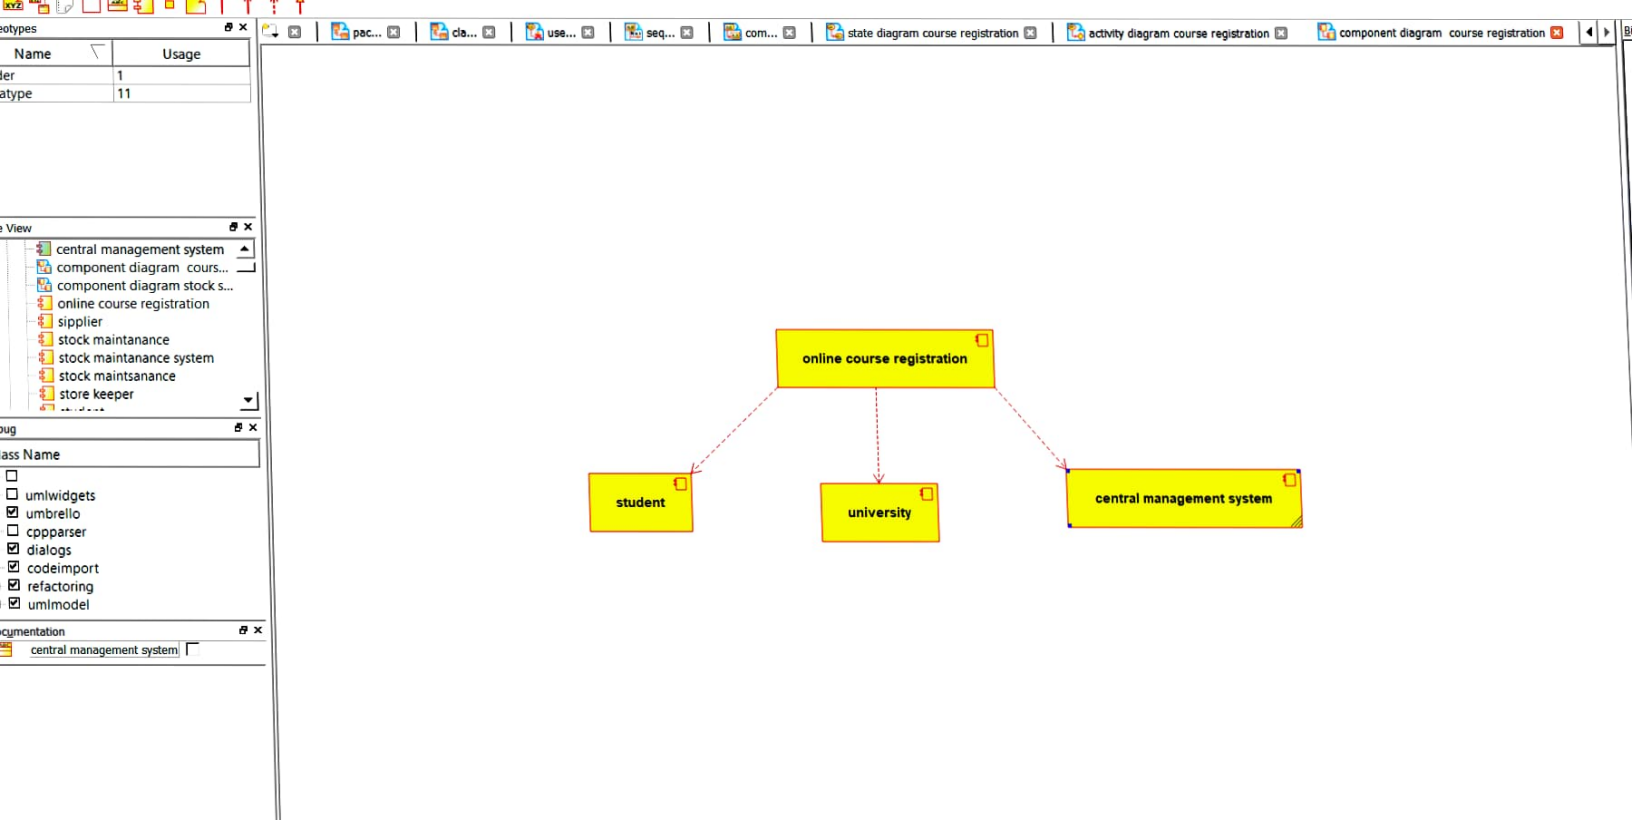 XYZ
eotypes
pac...
cla...
use...
seq...
com...
state diagram course registration
activity diagram course registration
component diagram  course registration
Name
Usage
der
1
atype
11
e View
central management system
component diagram  cours...
component diagram stock s...
online course registration
sipplier
stock maintanance
stock maintanance system
stock maintsanance
store keeper
student
online course registration
student
university
central management system
bug
ass Name
umlwidgets
umbrello
cppparser
dialogs
codeimport
refactoring
umlmodel
ocumentation
central management system